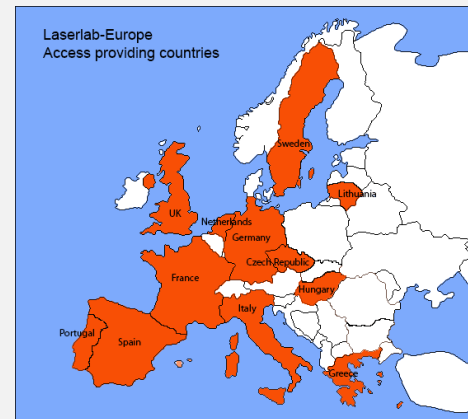 Laserlab-Europe
Access providing countries
Sweden
Lithuania
UK
Netherlands
Germany
Czech Republic
France
Hungary
Italy
Portugal
Spain
Greece